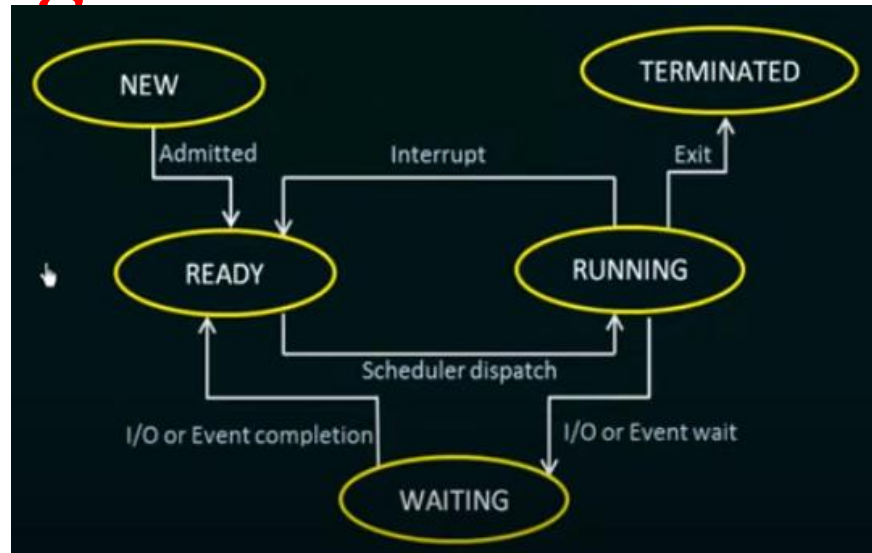 NEW
TERMINATED
Admitted
Interrupt
Exit
READY
RUNNING
Scheduler dispatch
I/O or Event completion
I/O or Event wait
WAITING